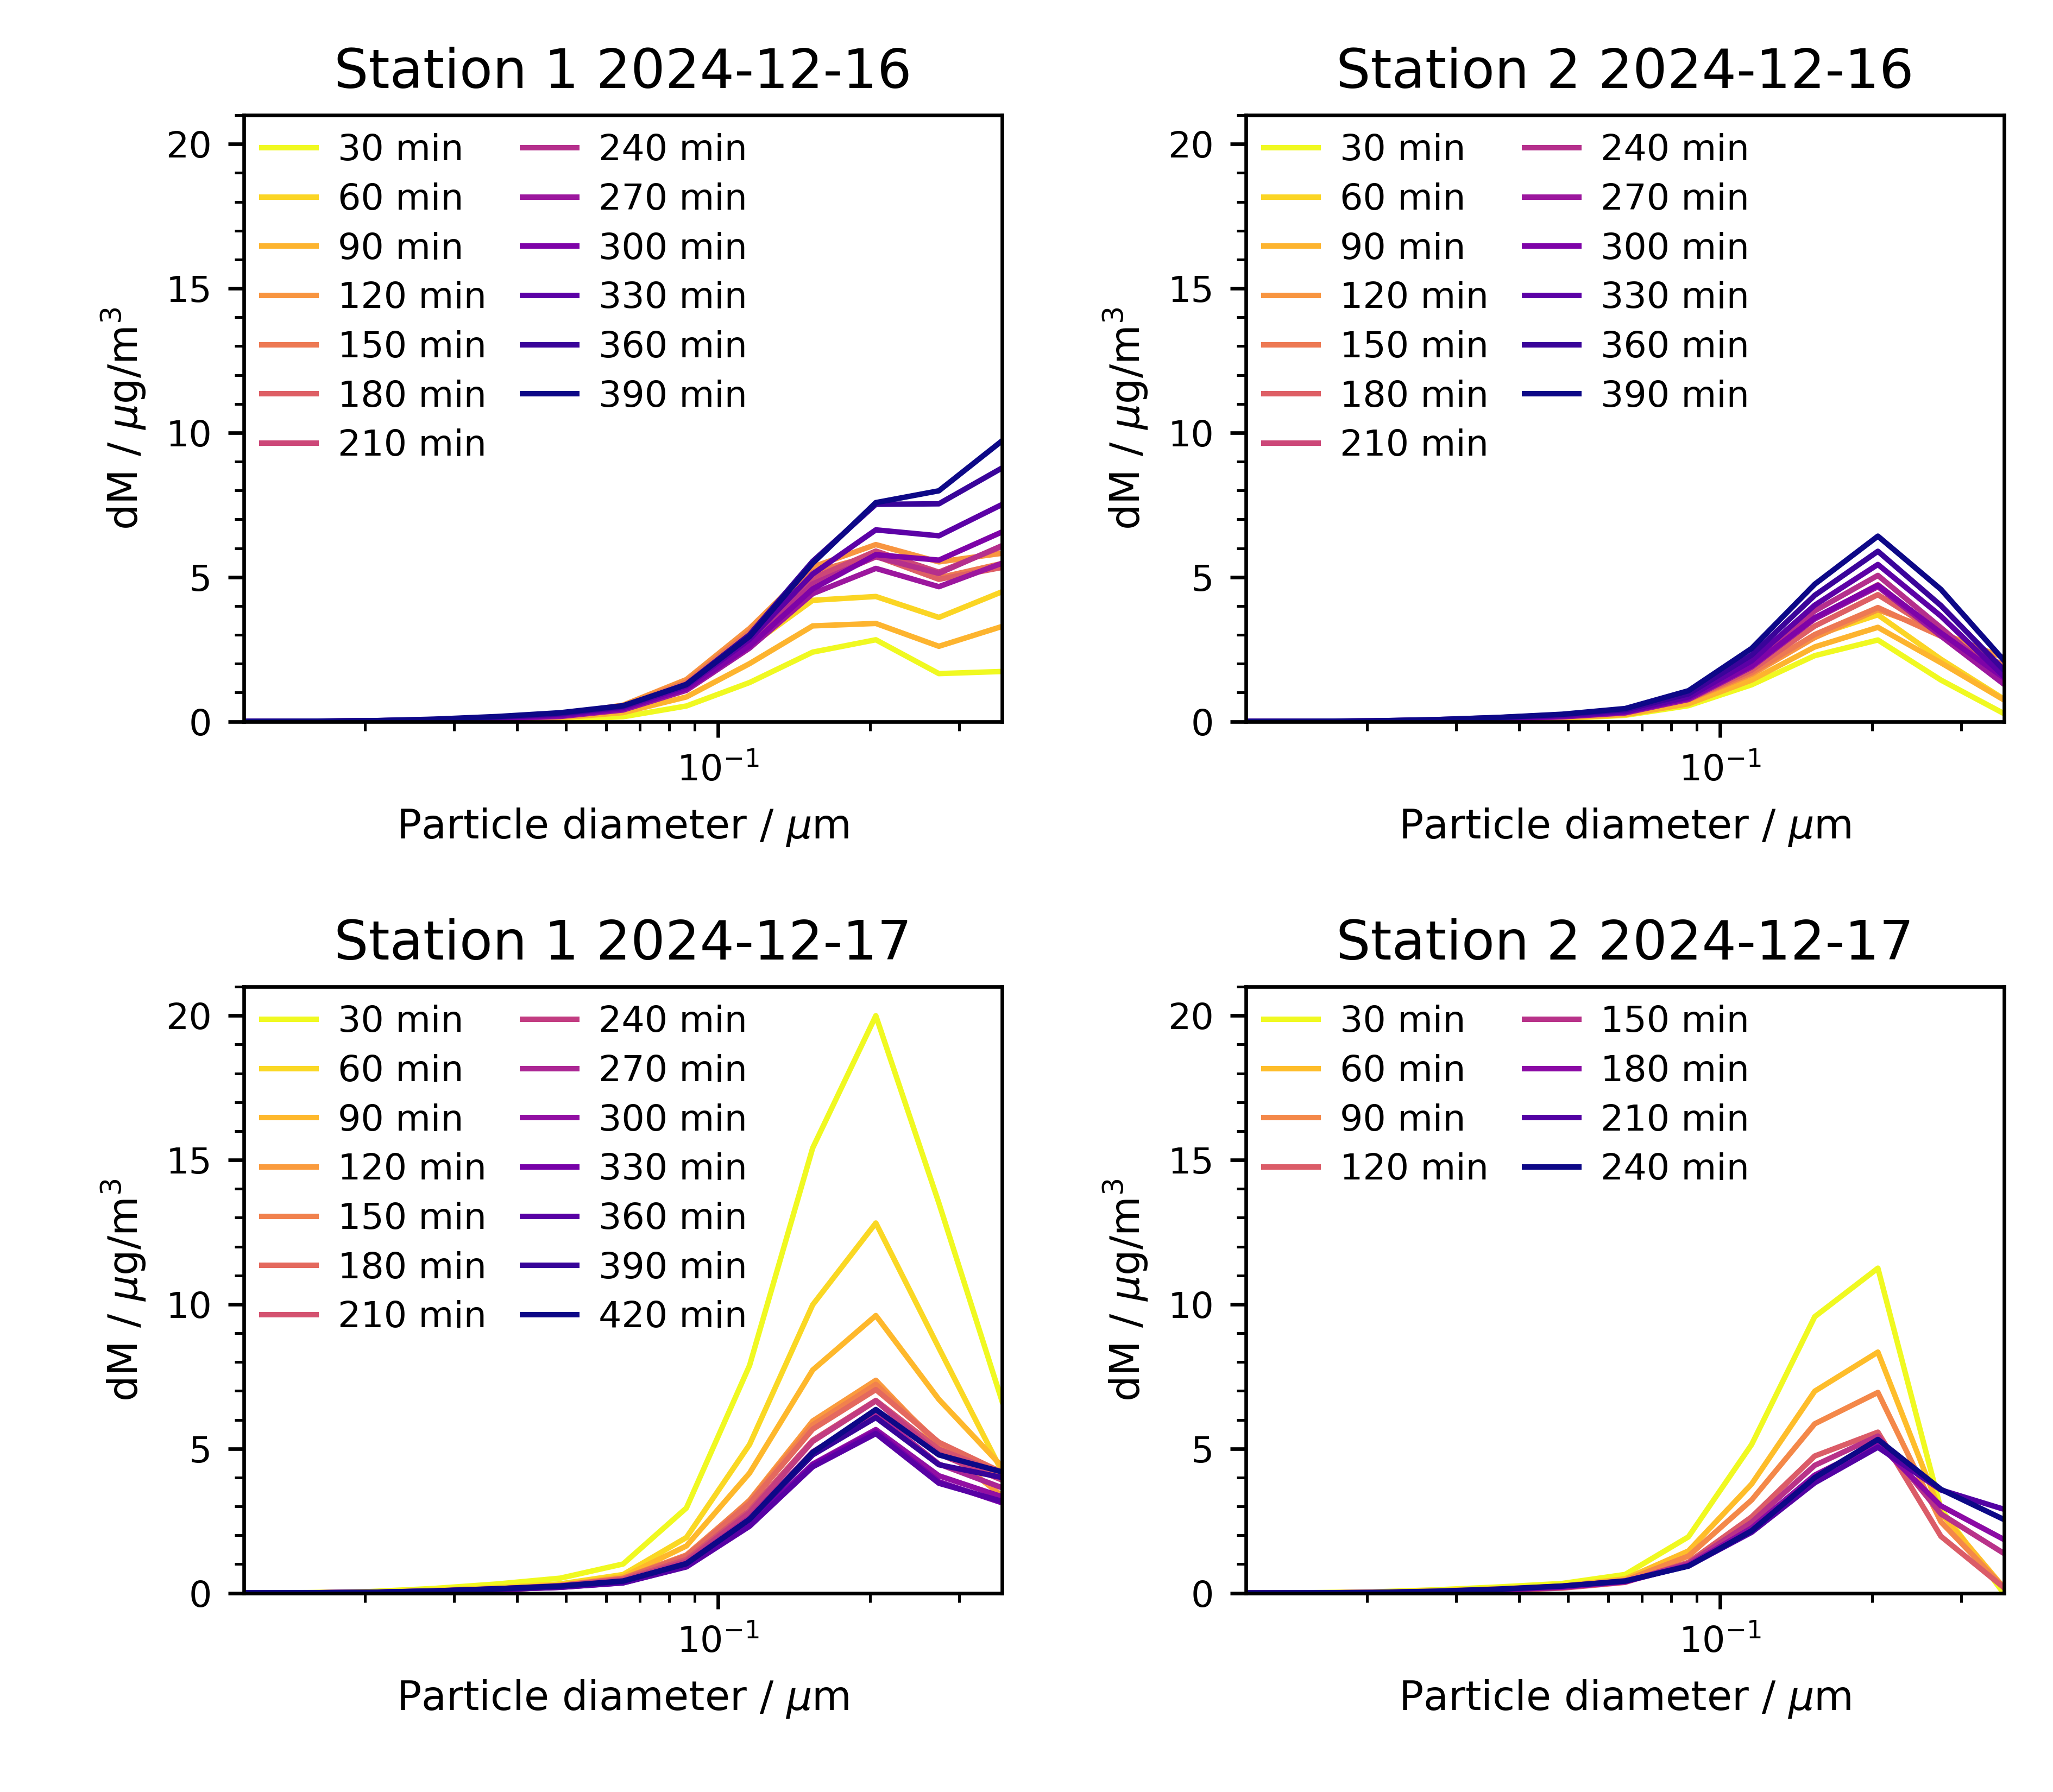 Station 1 2024-12-16
20
15
10
5
0
dM / μg/m³
30 min
60 min
90 min
120 min
150 min
180 min
210 min
240 min
270 min
300 min
330 min
360 min
390 min
10⁻¹
Particle diameter / μm
Station 2 2024-12-16
20
15
10
5
0
dM / μg/m³
30 min
60 min
90 min
120 min
150 min
180 min
210 min
240 min
270 min
300 min
330 min
360 min
390 min
10⁻¹
Particle diameter / μm
Station 1 2024-12-17
20
15
10
5
0
dM / μg/m³
30 min
60 min
90 min
120 min
150 min
180 min
210 min
240 min
270 min
300 min
330 min
360 min
390 min
420 min
10⁻¹
Particle diameter / μm
Station 2 2024-12-17
20
15
10
5
0
dM / μg/m³
30 min
60 min
90 min
120 min
150 min
180 min
210 min
240 min
10⁻¹
Particle diameter / μm